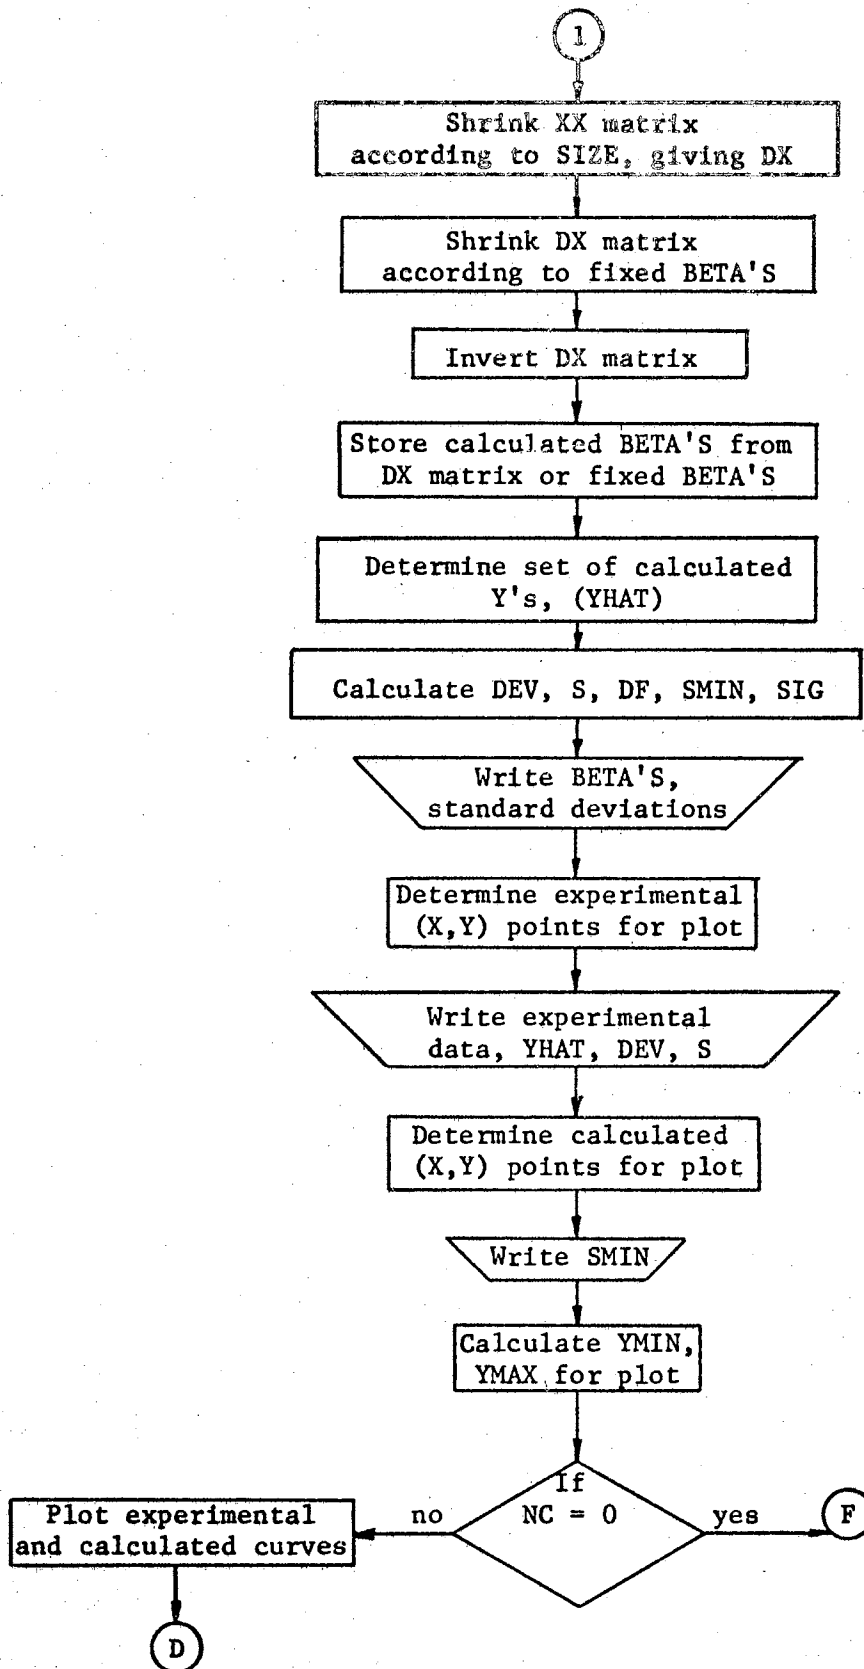 1
Shrink XX matrix
according to SIZE, giving DX
Shrink DX matrix
according to fixed BETA'S
Invert DX matrix
Store calculated BETA'S from
DX matrix or fixed BETA'S
Determine set of calculated
Y's, (YHAT)
Calculate DEV, S, DF, SMIN, SIG
Write BETA'S,
standard deviations
Determine experimental
(X,Y) points for plot
Write experimental
data, YHAT, DEV, S
Determine calculated
(X,Y) points for plot
Write SMIN
Calculate YMIN,
YMAX for plot
If
NC = 0
no
yes
F
Plot experimental
and calculated curves
D